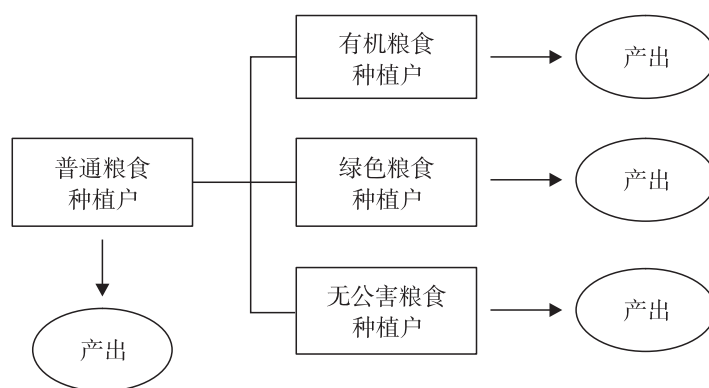 有机粮食
种植户
产出
普通粮食
种植户
绿色粮食
种植户
产出
无公害粮食
种植户
产出
产出